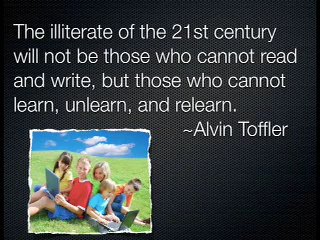 The illiterate of the 21st century
will not be those who cannot read
and write, but those who cannot
learn, unlearn, and relearn.
~Alvin Toffler